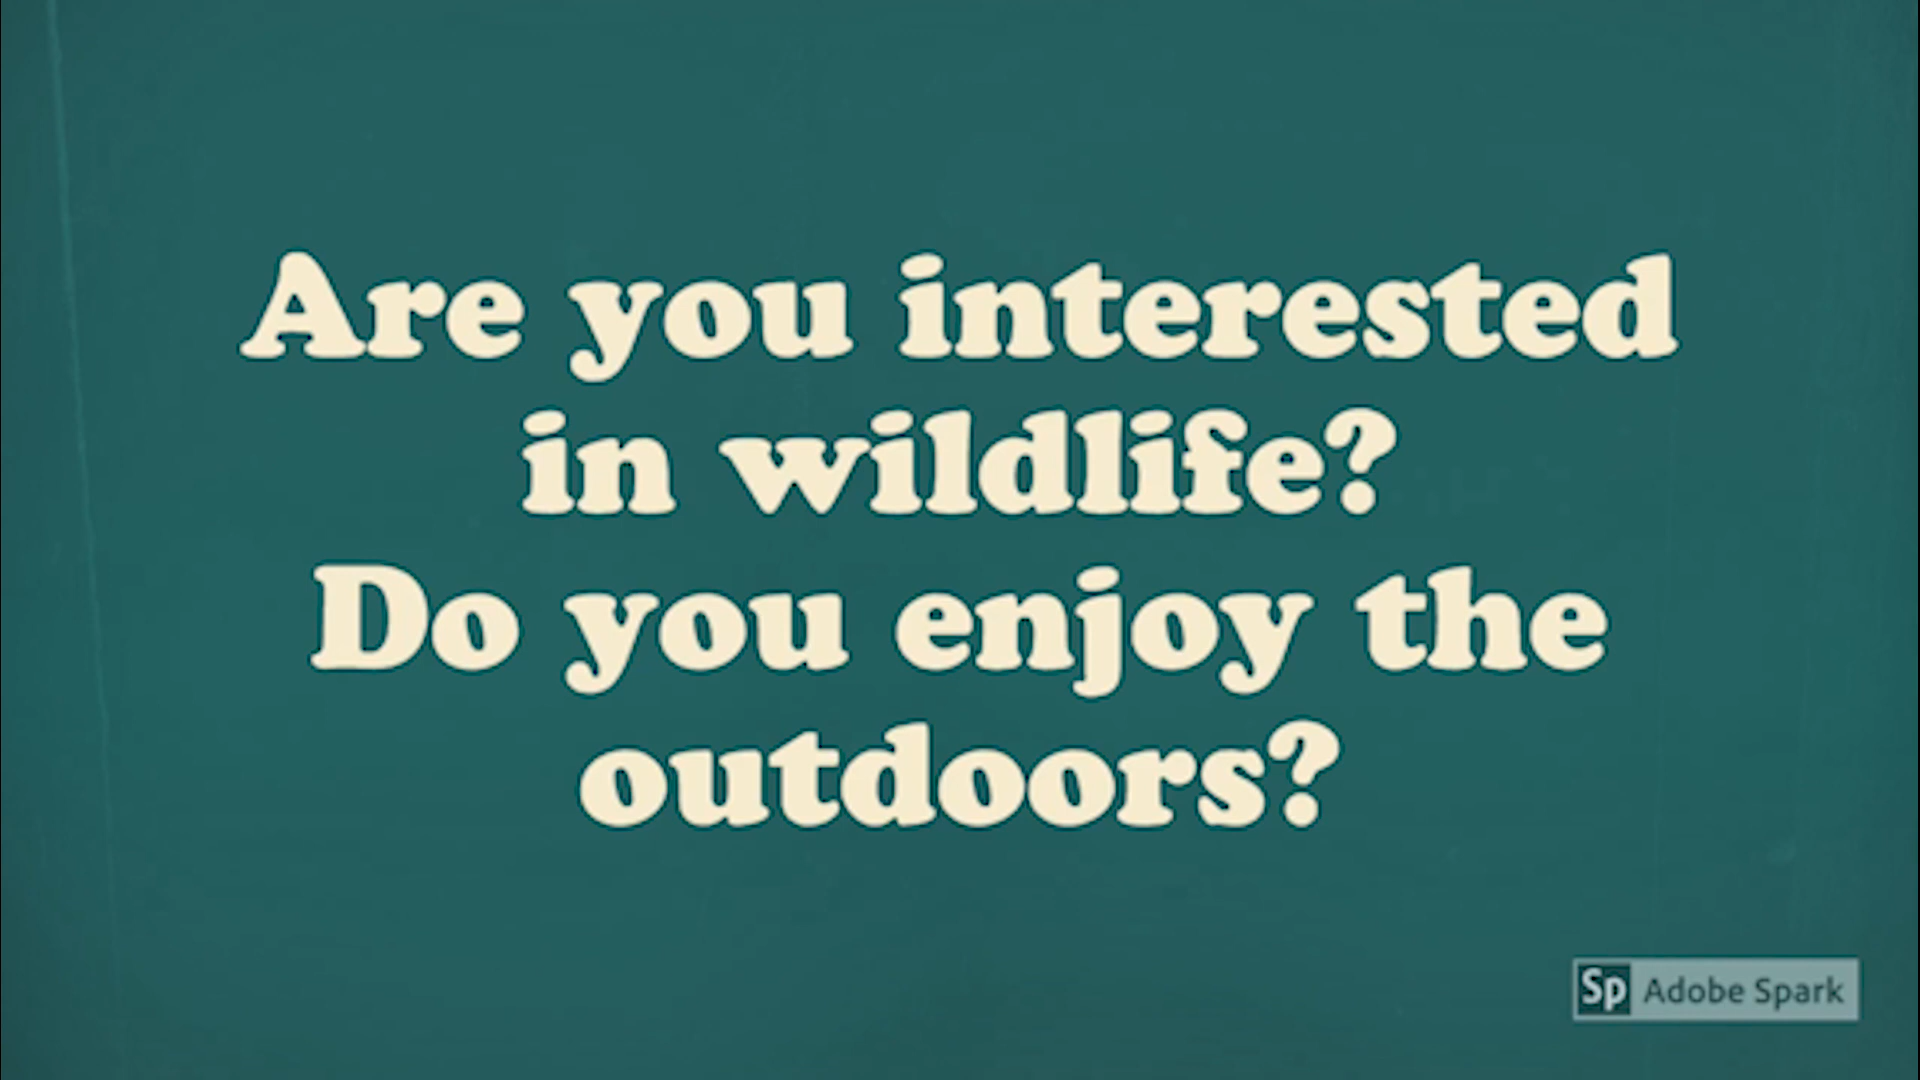 Are you interested
in wildlife?
Do you enjoy the
outdoors?
Sp Adobe Spark